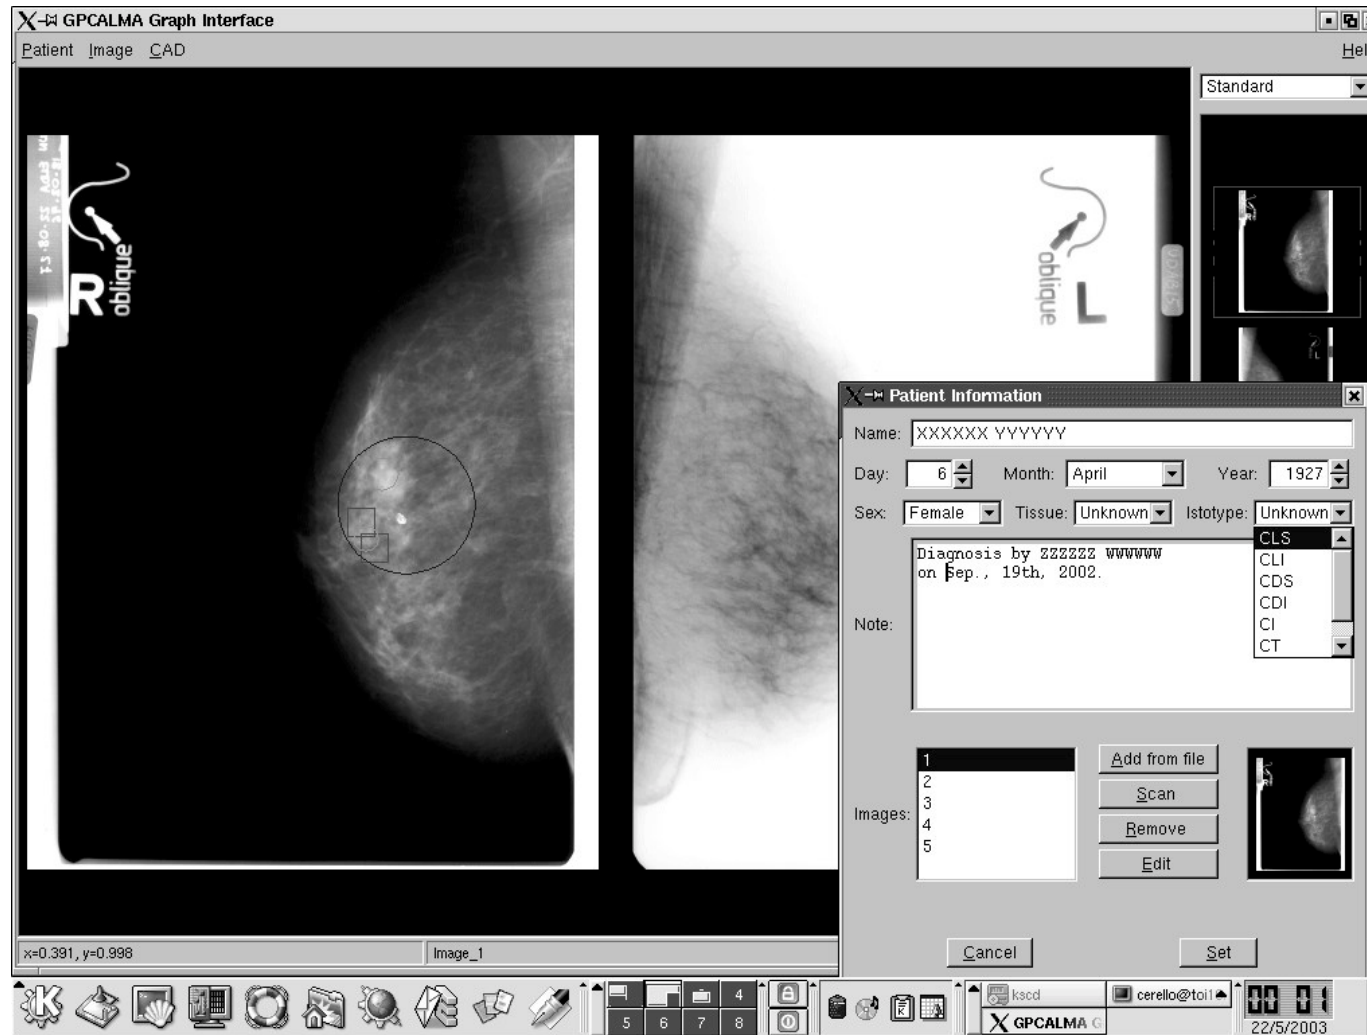 GPCALMA Graph Interface
Patient Image CAD
Hel
Standard
R
oblique
oblique
L
Patient Information
Name: XXXXXX YYYYYY
Day: 6 Month: April Year: 1927
Sex: Female Tissue: Unknown Istotype: Unknown
CLS
CLI
CDS
CDI
CI
CT
Note:
Diagnosis by ZZZZZZ WWWWWW
on Sep., 19th, 2002.
Images:
1
2
3
4
5
Add from file
Scan
Remove
Edit
Cancel Set
x=0.391, y=0.998 Image_1
4
5 6 7 8
kscd
cerello@toi1
GPCALMA G
22/5/2003